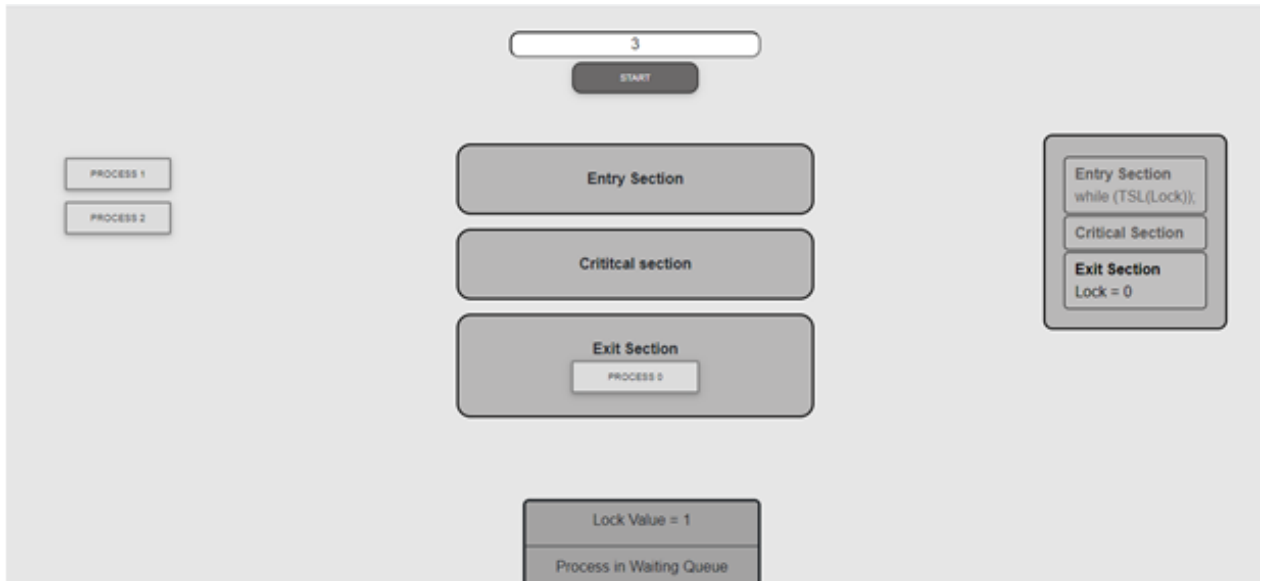 3
START
PROCESS 1
PROCESS 2
Entry Section
Crititcal section
Exit Section
PROCESS 0
Entry Section
while (TSL(Lock));
Critical Section
Exit Section
Lock = 0
Lock Value = 1
Process in Waiting Queue